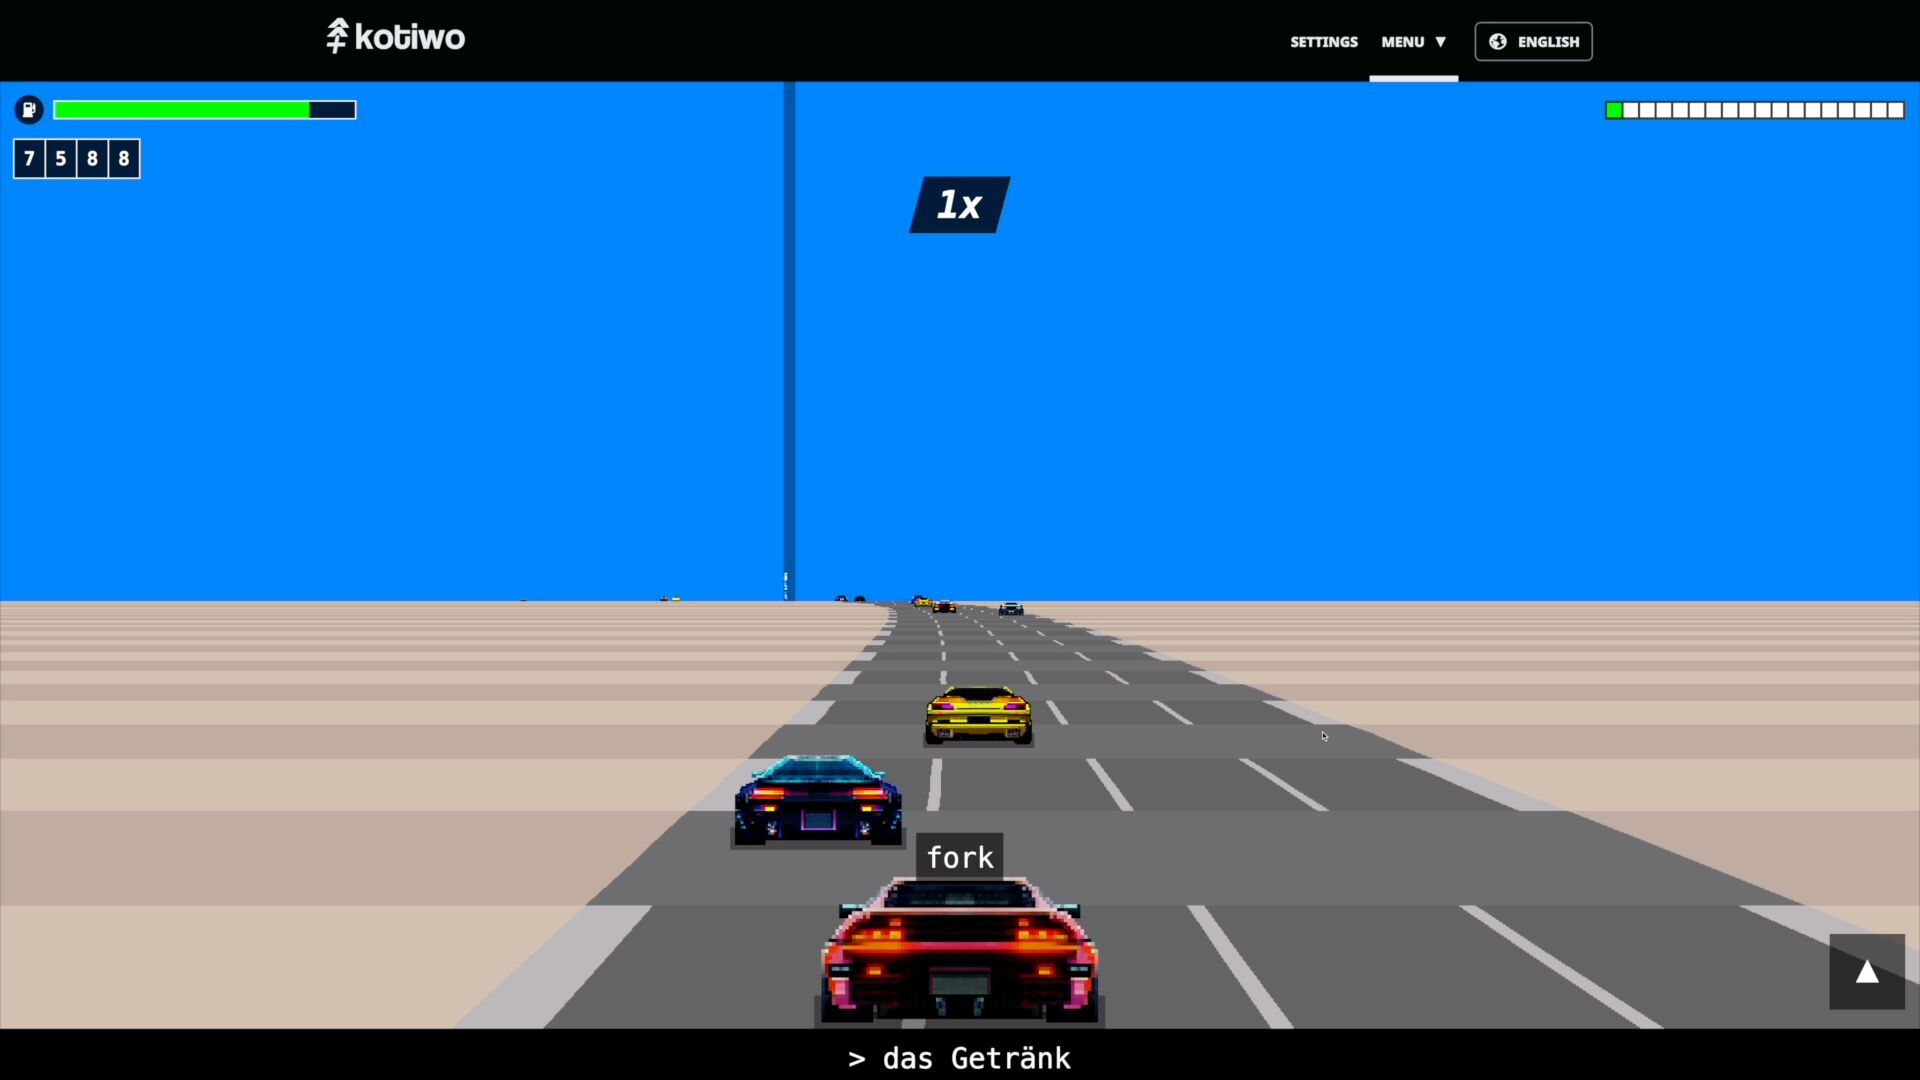 kotiwo
SETTINGS MENU ▼ ENGLISH
7 5 8 8
1x
fork
> das Getränk